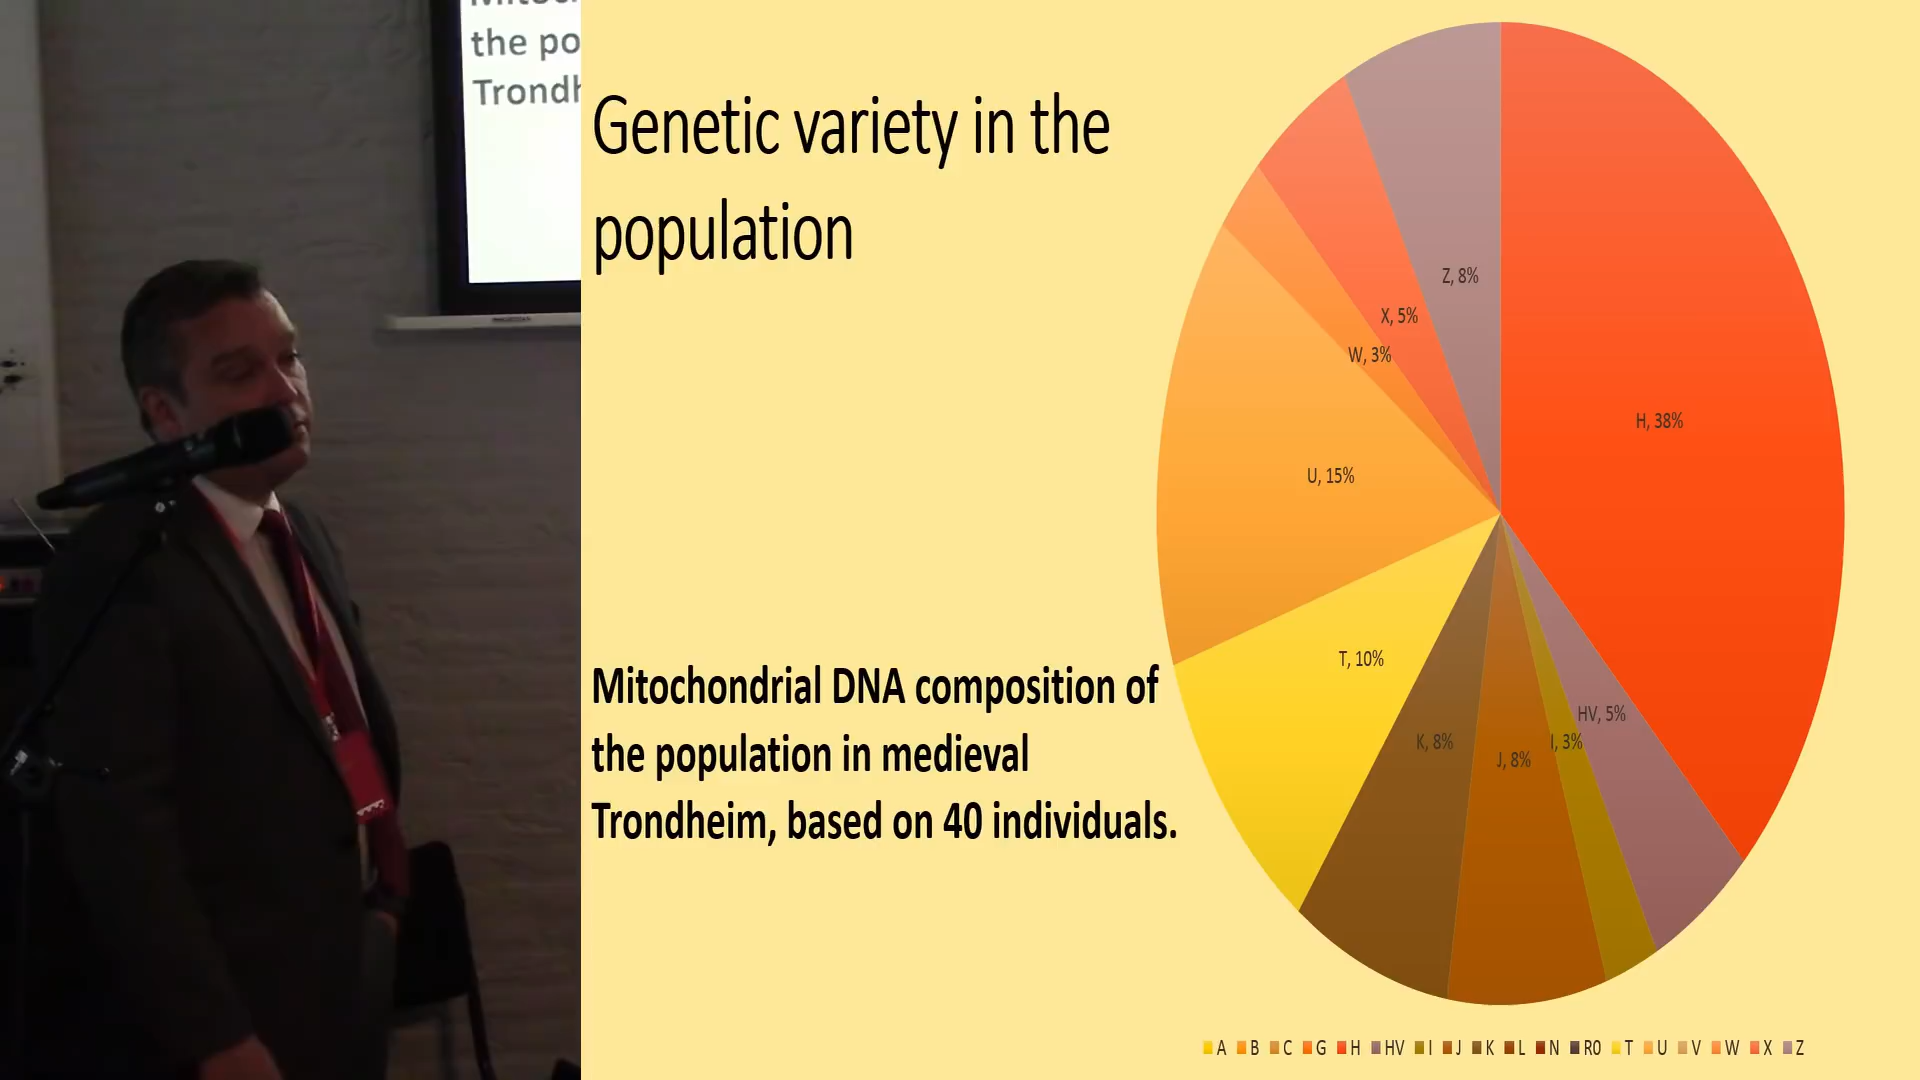 the po
Trondh
Genetic variety in the
population
Mitochondrial DNA composition of
the population in medieval
Trondheim, based on 40 individuals.
Z, 8%
X, 5%
W, 3%
H, 38%
U, 15%
T, 10%
HV, 5%
K, 8%
J, 8%
I, 3%
A B C G H HV I J K L N R0 T U V W X Z